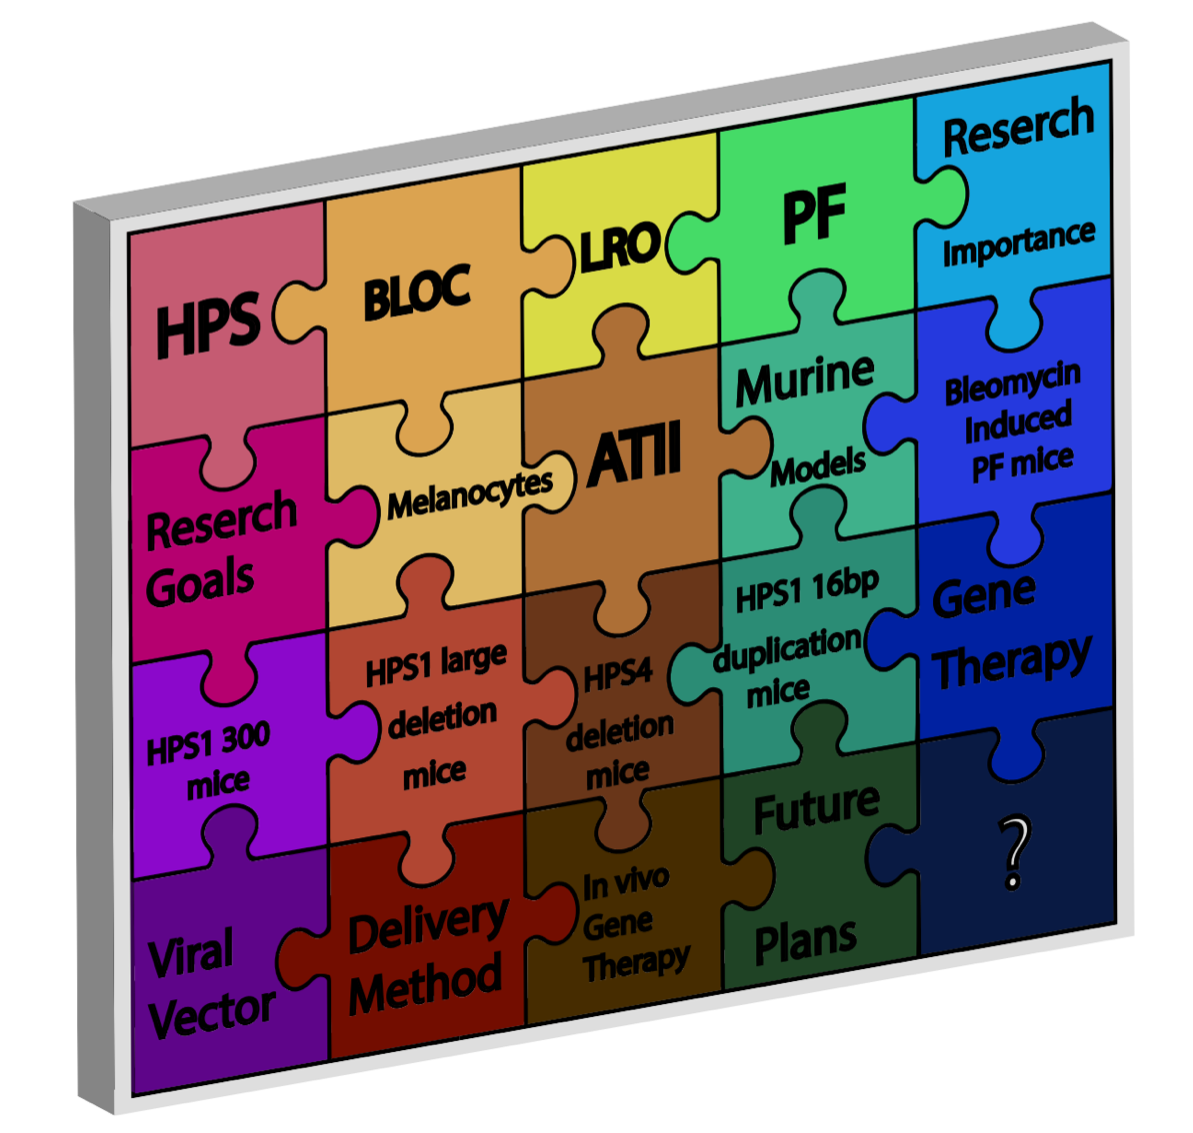 HPS
BLOC
LRO
PF
Reserch
Importance
Reserch
Goals
Melanocytes
ATII
Murine
Models
Bleomycin
Induced
PF mice
HPS1 300
mice
HPS1 large
deletion
mice
HPS4
deletion
mice
HPS1 16bp
duplication
mice
Gene
Therapy
Viral
Vector
Delivery
Method
In vivo
Gene
Therapy
Future
Plans
?